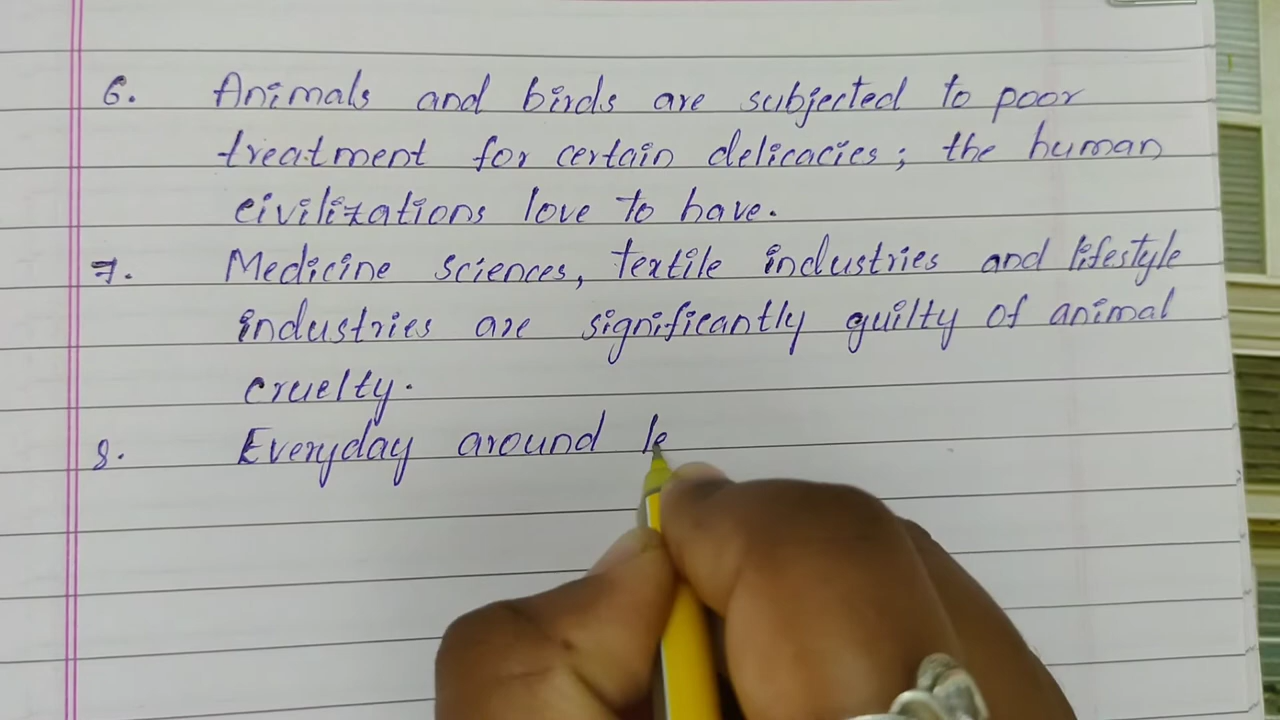 6. Animals and birds are subjected to poor
treatment for certain delicacies; the human
civilizations love to have.
7. Medicine sciences, textile industries and lifestyle
industries are significantly guilty of animal
cruelty.
8. Everyday around